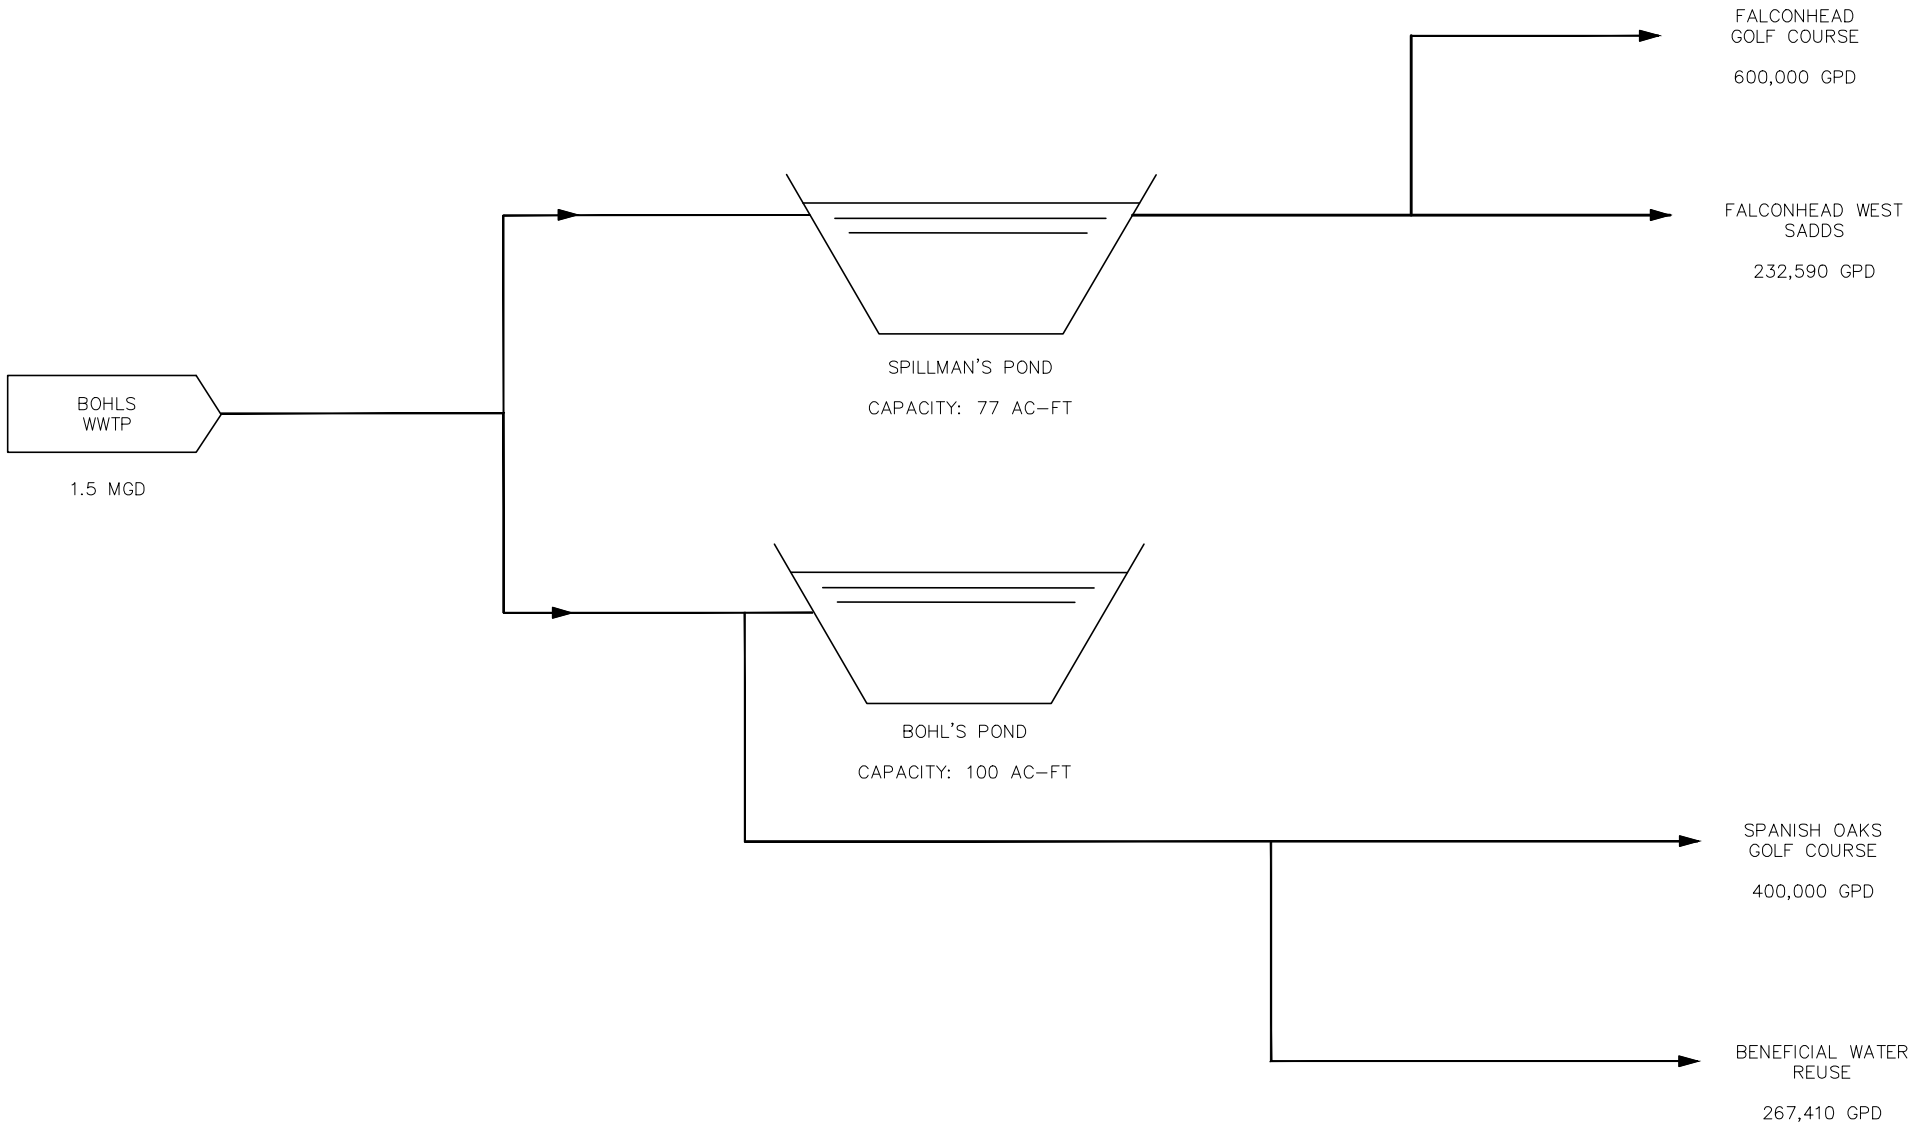 FALCONHEAD
GOLF COURSE
600,000 GPD
FALCONHEAD WEST
SADDS
232,590 GPD
BOHLS
WWTP
1.5 MGD
SPILLMAN'S POND
CAPACITY: 77 AC-FT
BOHL'S POND
CAPACITY: 100 AC-FT
SPANISH OAKS
GOLF COURSE
400,000 GPD
BENEFICIAL WATER
REUSE
267,410 GPD